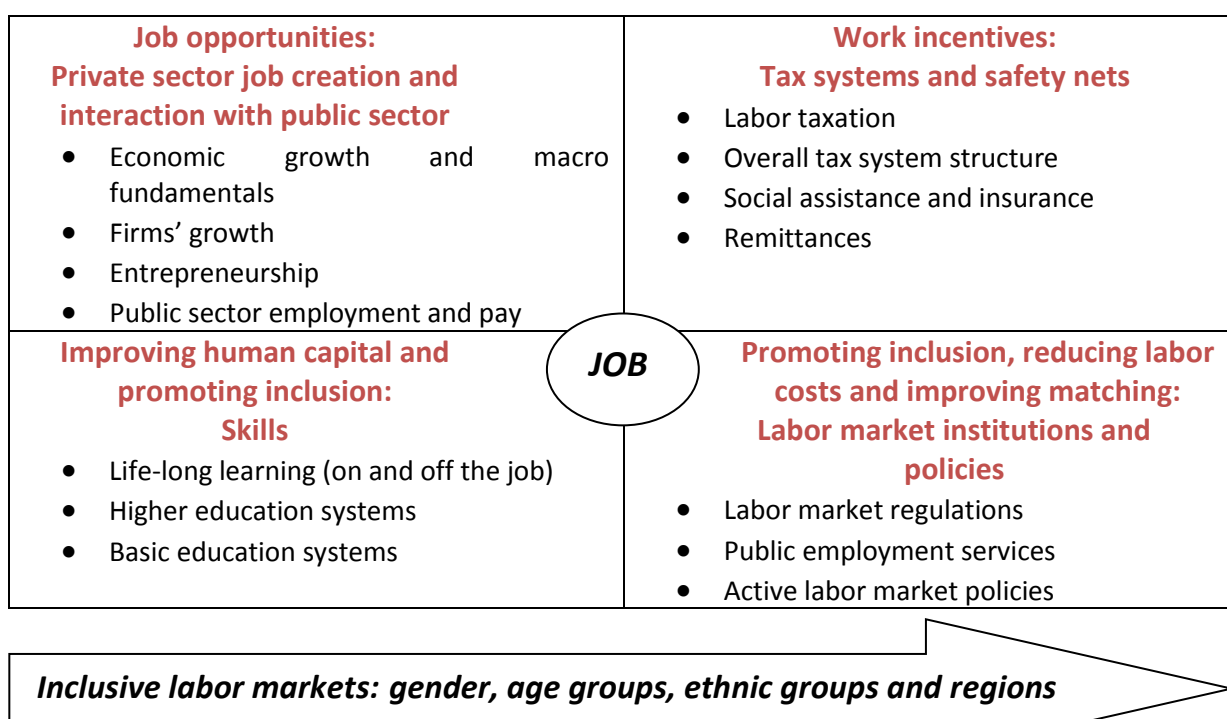 Job opportunities:
Private sector job creation and
interaction with public sector
• Economic growth and macro
fundamentals
• Firms’ growth
• Entrepreneurship
• Public sector employment and pay
Work incentives:
Tax systems and safety nets
• Labor taxation
• Overall tax system structure
• Social assistance and insurance
• Remittances
JOB
Improving human capital and
promoting inclusion:
Skills
• Life-long learning (on and off the job)
• Higher education systems
• Basic education systems
Promoting inclusion, reducing labor
costs and improving matching:
Labor market institutions and
policies
• Labor market regulations
• Public employment services
• Active labor market policies
Inclusive labor markets: gender, age groups, ethnic groups and regions